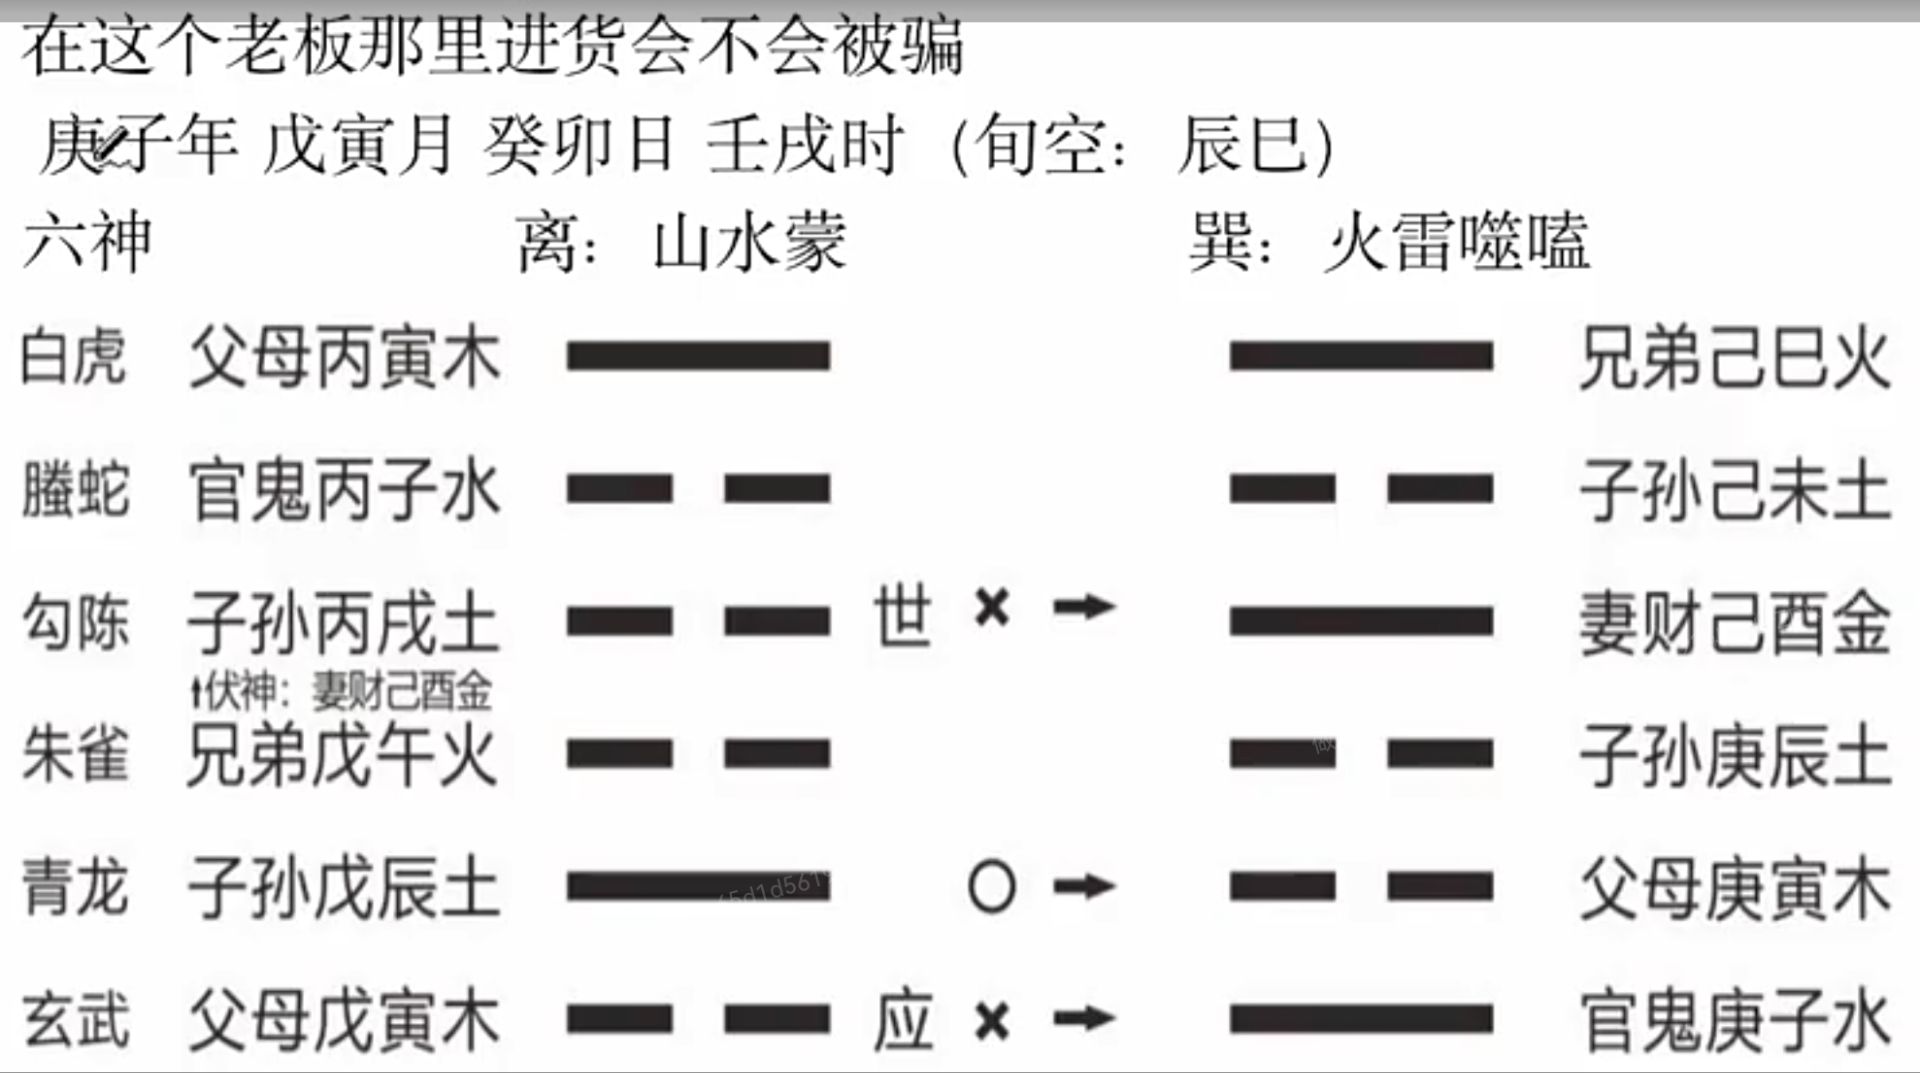 在这个老板那里进货会不会被骗
庚子年 戊寅月 癸卯日 壬戌时（旬空： 辰巳）
六神 离： 山水蒙 巽： 火雷噬嗑
白虎 父母丙寅木 兄弟己巳火
螣蛇 官鬼丙子水 子孙己未土
勾陈 子孙丙戌土 世 × → 妻财己酉金
↑伏神：妻财己酉金
朱雀 兄弟戊午火 子孙庚辰土
青龙 子孙戊辰土 ○ → 父母庚寅木
玄武 父母戊寅木 应 × → 官鬼庚子水